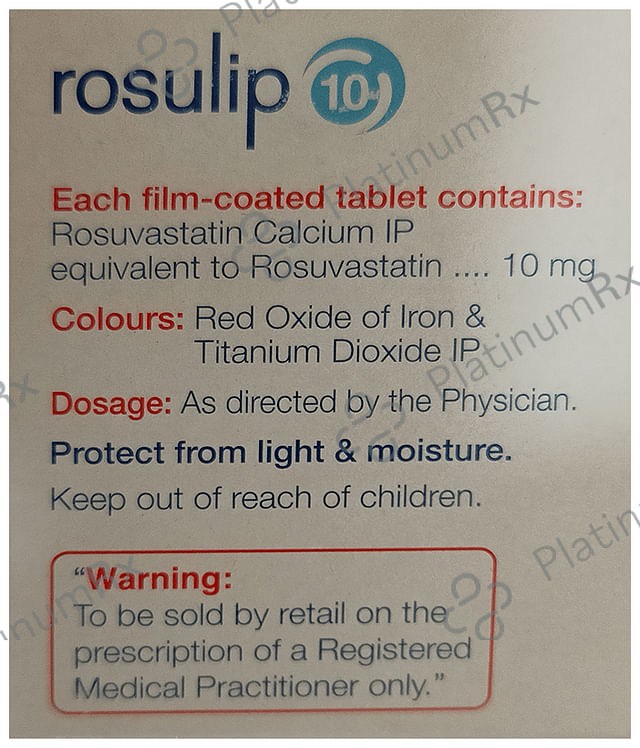 rosulip 10
Each film-coated tablet contains:
Rosuvastatin Calcium IP
equivalent to Rosuvastatin .... 10 mg
Colours: Red Oxide of Iron &
Titanium Dioxide IP
Dosage: As directed by the Physician.
Protect from light & moisture.
Keep out of reach of children.
“Warning:
To be sold by retail on the
prescription of a Registered
Medical Practitioner only.”
PlatinumRx
PlatinumRx